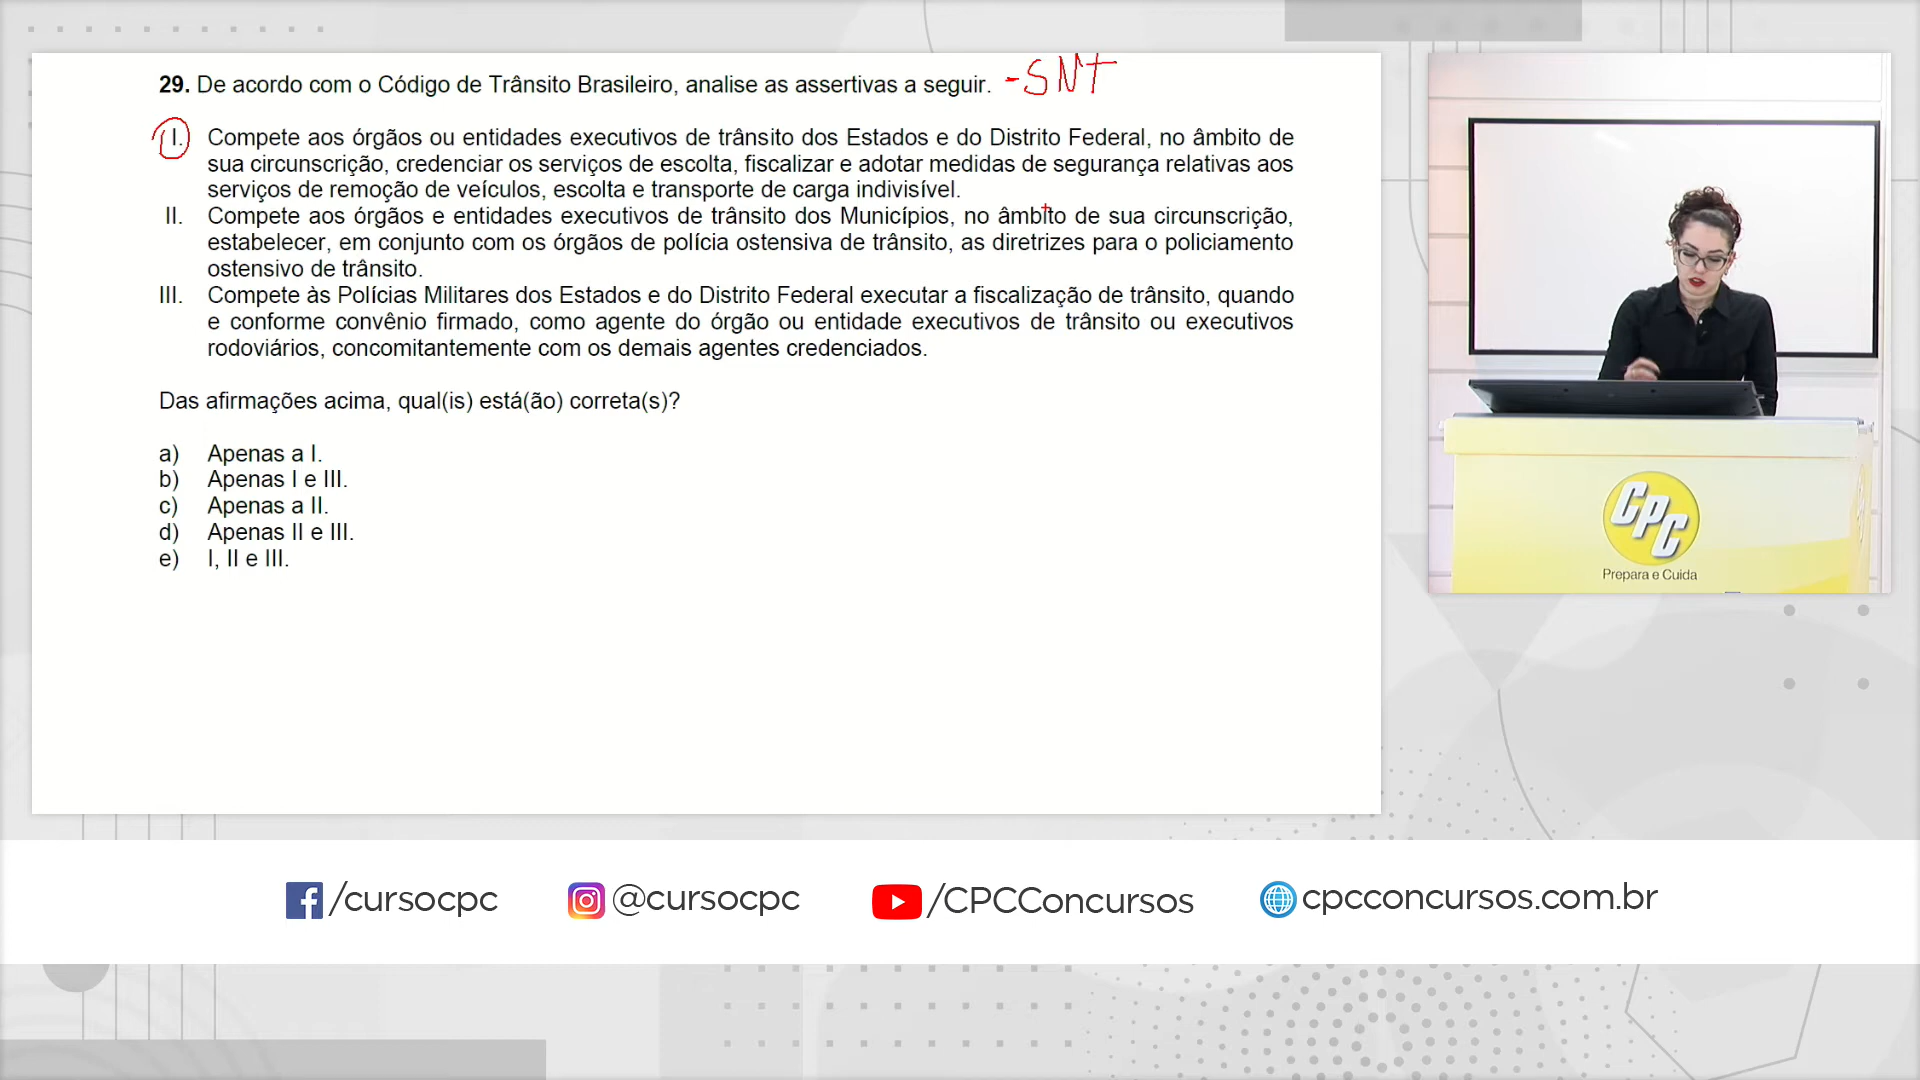 29. De acordo com o Código de Trânsito Brasileiro, analise as assertivas a seguir. -SNT
I. Compete aos órgãos ou entidades executivos de trânsito dos Estados e do Distrito Federal, no âmbito de
sua circunscrição, credenciar os serviços de escolta, fiscalizar e adotar medidas de segurança relativas aos
serviços de remoção de veículos, escolta e transporte de carga indivisível.
II. Compete aos órgãos e entidades executivos de trânsito dos Municípios, no âmbito de sua circunscrição,
estabelecer, em conjunto com os órgãos de polícia ostensiva de trânsito, as diretrizes para o policiamento
ostensivo de trânsito.
III. Compete às Polícias Militares dos Estados e do Distrito Federal executar a fiscalização de trânsito, quando
e conforme convênio firmado, como agente do órgão ou entidade executivos de trânsito ou executivos
rodoviários, concomitantemente com os demais agentes credenciados.
Das afirmações acima, qual(is) está(ão) correta(s)?
a) Apenas a I.
b) Apenas I e III.
c) Apenas a II.
d) Apenas II e III.
e) I, II e III.
CPC
Prepara e Cuida
/cursocpc @cursocpc /CPCConcursos cpcconcursos.com.br